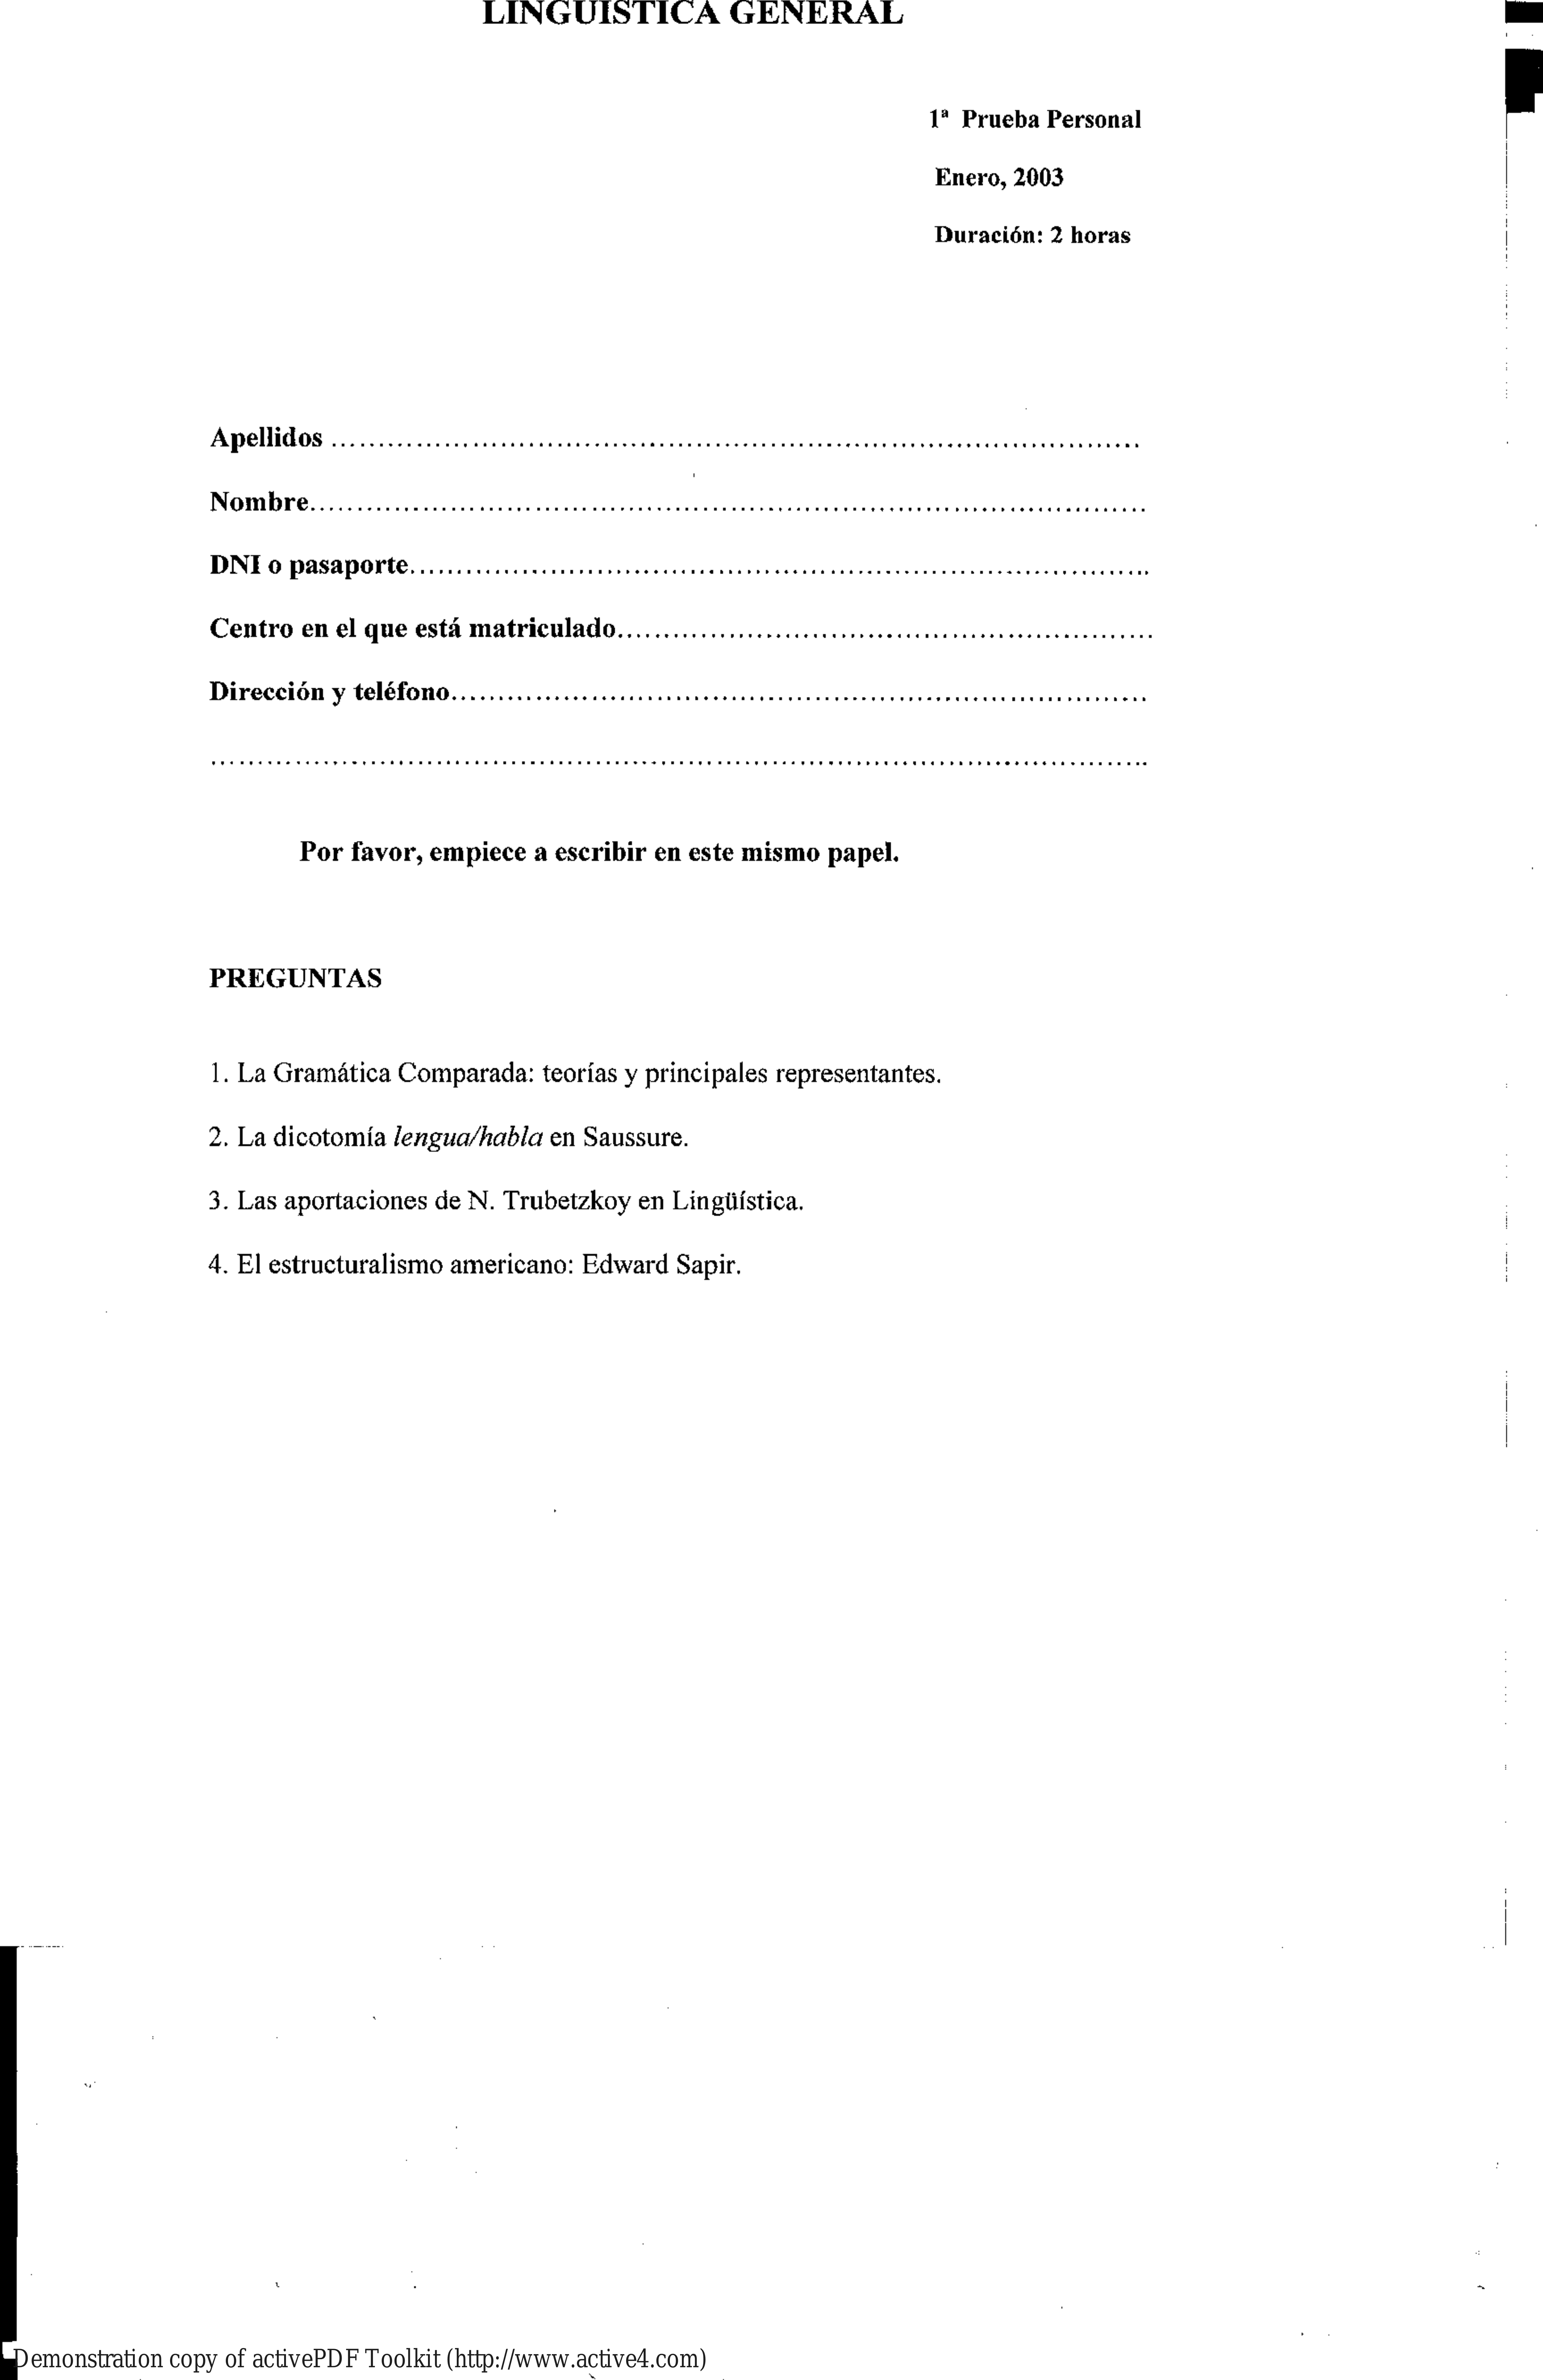 LINGUISTICA GENERAL
1ª Prueba Personal
Enero, 2003
Duración: 2 horas
Apellidos ..........................................................................................
Nombre.............................................................................................
DNI o pasaporte..................................................................................
Centro en el que está matriculado...........................................................
Dirección y teléfono.............................................................................
.......................................................................................................
Por favor, empiece a escribir en este mismo papel.
PREGUNTAS
1. La Gramática Comparada: teorías y principales representantes.
2. La dicotomía lengua/habla en Saussure.
3. Las aportaciones de N. Trubetzkoy en Lingüística.
4. El estructuralismo americano: Edward Sapir.
Demonstration copy of activePDF Toolkit (http://www.active4.com)